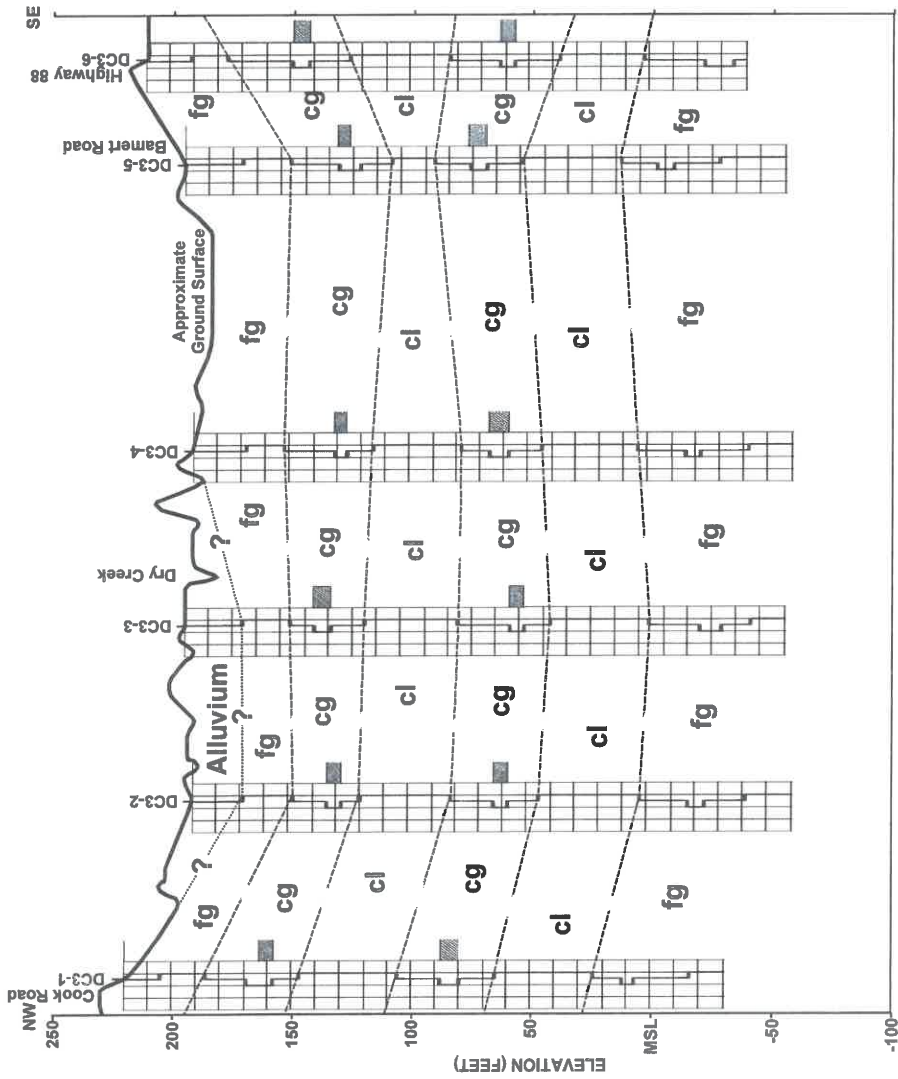 NW
SE
Cook Road
DC3-1
DC3-2
DC3-3
Dry Creek
DC3-4
Bamert Road
DC3-5
Highway 88
DC3-6
Approximate
Ground Surface
Alluvium
?
?
?
fg
fg
fg
fg
fg
cg
cg
cg
cg
cg
cl
cl
cl
cl
cl
cg
cg
cg
cg
cg
cl
cl
cl
cl
cl
fg
fg
fg
fg
fg
ELEVATION (FEET)
250
200
150
100
50
MSL
-50
-100